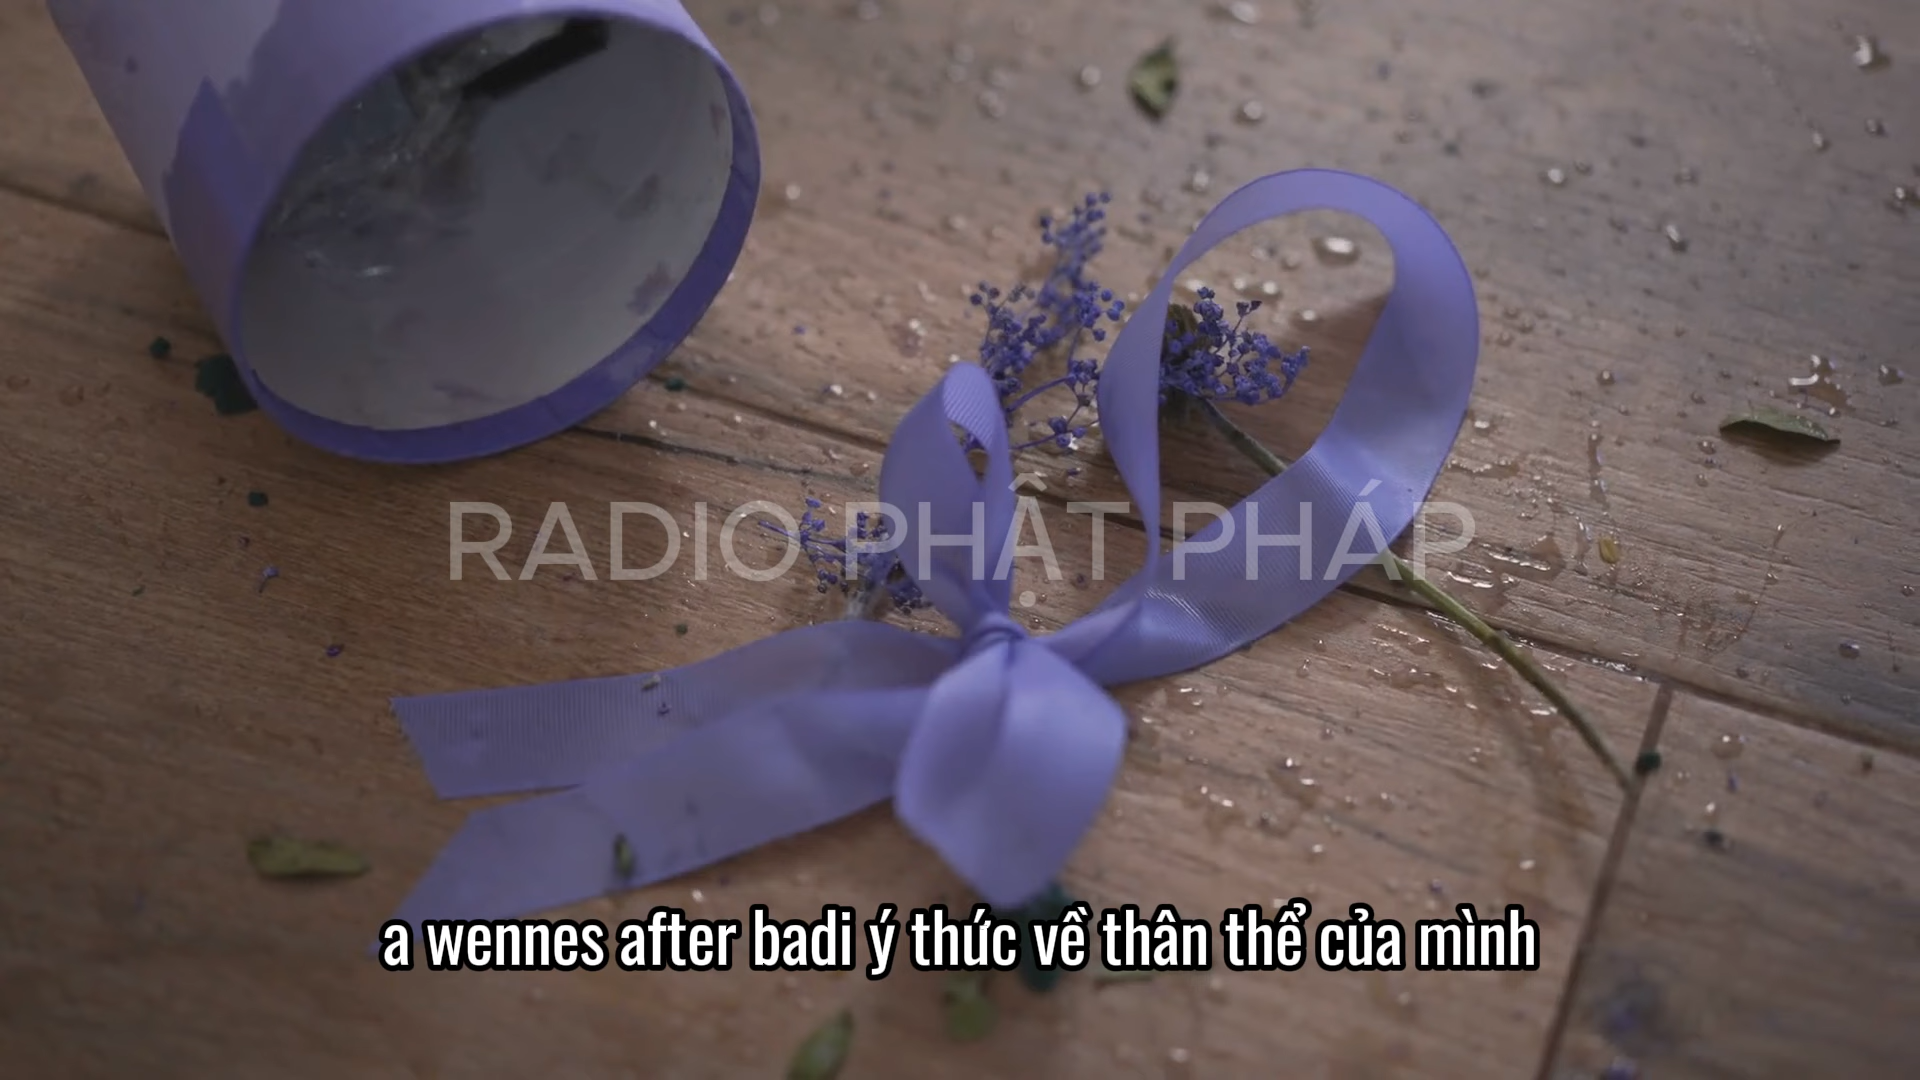 RADIO PHẬT PHÁP
a wennes after badi ý thức về thân thể của mình